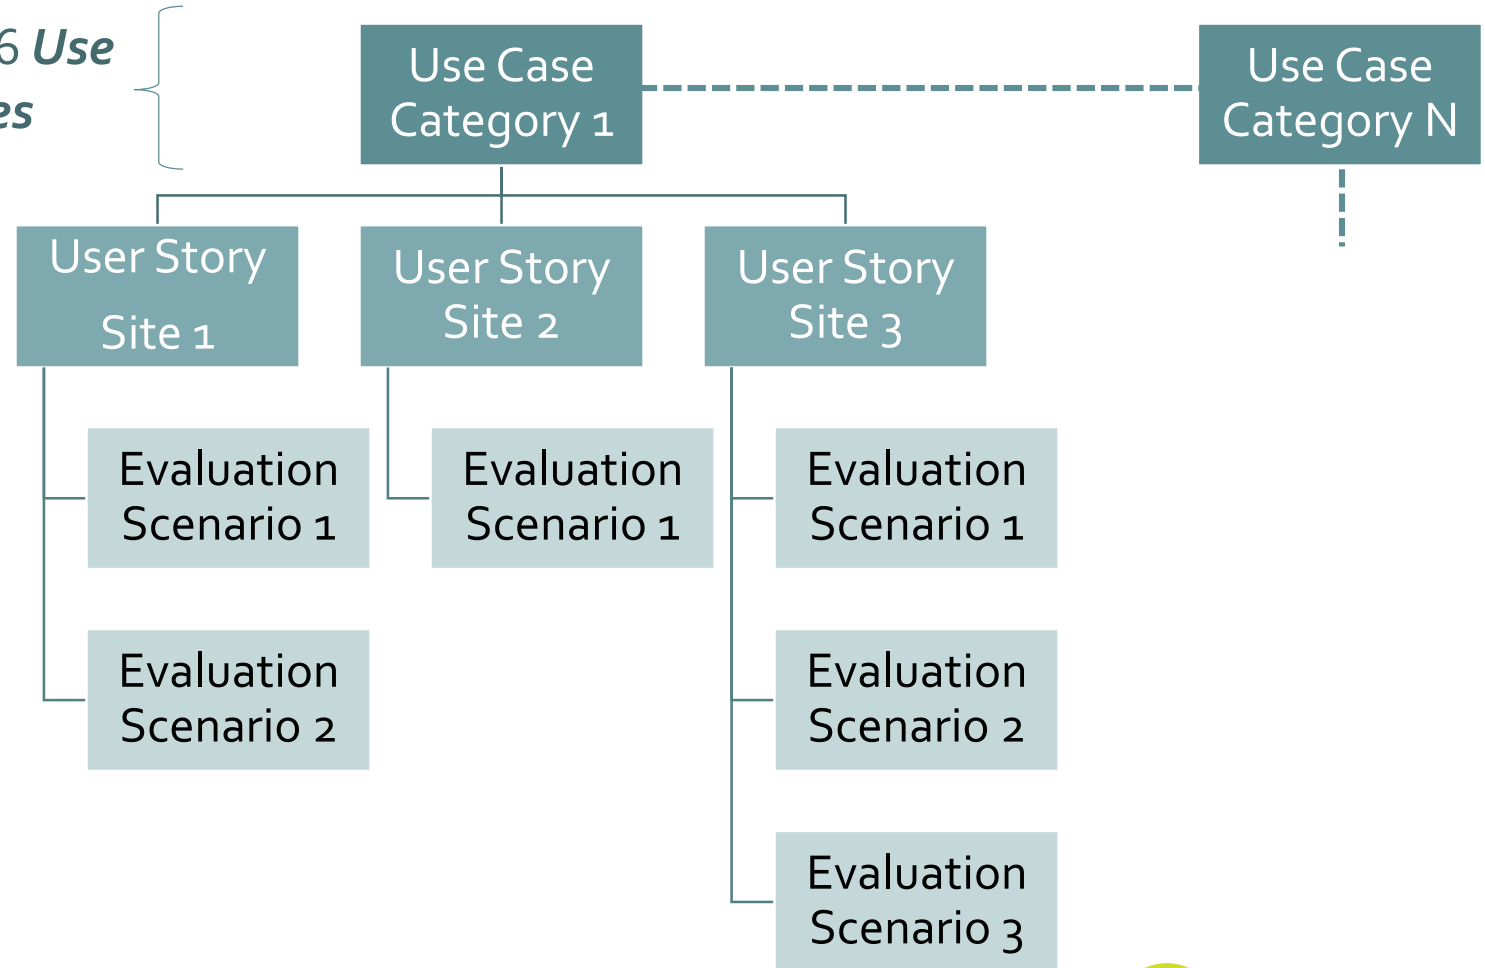 6 Use
es
Use Case
Category 1
Use Case
Category N
User Story
Site 1
User Story
Site 2
User Story
Site 3
Evaluation
Scenario 1
Evaluation
Scenario 1
Evaluation
Scenario 1
Evaluation
Scenario 2
Evaluation
Scenario 2
Evaluation
Scenario 3